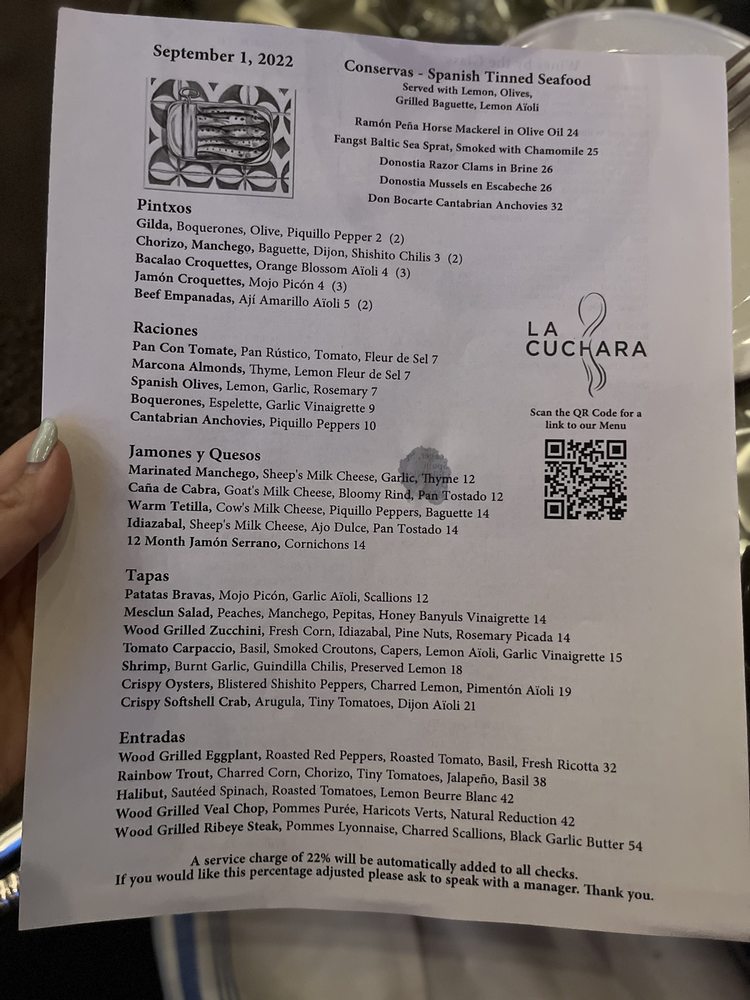 September 1, 2022
Conservas - Spanish Tinned Seafood
Served with Lemon, Olives,
Grilled Baguette, Lemon Aïoli
Ramón Peña Horse Mackerel in Olive Oil 24
Fangst Baltic Sea Sprat, Smoked with Chamomile 25
Donostia Razor Clams in Brine 26
Donostia Mussels en Escabeche 26
Don Bocarte Cantabrian Anchovies 32
Pintxos
Gilda, Boquerones, Olive, Piquillo Pepper 2 (2)
Chorizo, Manchego, Baguette, Dijon, Shishito Chilis 3 (2)
Bacalao Croquettes, Orange Blossom Aïoli 4 (3)
Jamón Croquettes, Mojo Picón 4 (3)
Beef Empanadas, Ají Amarillo Aïoli 5 (2)
Raciones
Pan Con Tomate, Pan Rústico, Tomato, Fleur de Sel 7
Marcona Almonds, Thyme, Lemon Fleur de Sel 7
Spanish Olives, Lemon, Garlic, Rosemary 7
Boquerones, Espelette, Garlic Vinaigrette 9
Cantabrian Anchovies, Piquillo Peppers 10
LA
CUCHARA
Scan the QR Code for a
link to our Menu
Jamones y Quesos
Marinated Manchego, Sheep's Milk Cheese, Garlic, Thyme 12
Caña de Cabra, Goat's Milk Cheese, Bloomy Rind, Pan Tostado 12
Warm Tetilla, Cow's Milk Cheese, Piquillo Peppers, Baguette 14
Idiazabal, Sheep's Milk Cheese, Ajo Dulce, Pan Tostado 14
12 Month Jamón Serrano, Cornichons 14
Tapas
Patatas Bravas, Mojo Picón, Garlic Aïoli, Scallions 12
Mesclun Salad, Peaches, Manchego, Pepitas, Honey Banyuls Vinaigrette 14
Wood Grilled Zucchini, Fresh Corn, Idiazabal, Pine Nuts, Rosemary Picada 14
Tomato Carpaccio, Basil, Smoked Croutons, Capers, Lemon Aïoli, Garlic Vinaigrette 15
Shrimp, Burnt Garlic, Guindilla Chilis, Preserved Lemon 18
Crispy Oysters, Blistered Shishito Peppers, Charred Lemon, Pimentón Aïoli 19
Crispy Softshell Crab, Arugula, Tiny Tomatoes, Dijon Aïoli 21
Entradas
Wood Grilled Eggplant, Roasted Red Peppers, Roasted Tomato, Basil, Fresh Ricotta 32
Rainbow Trout, Charred Corn, Chorizo, Tiny Tomatoes, Jalapeño, Basil 38
Halibut, Sautéed Spinach, Roasted Tomatoes, Lemon Beurre Blanc 42
Wood Grilled Veal Chop, Pommes Purée, Haricots Verts, Natural Reduction 42
Wood Grilled Ribeye Steak, Pommes Lyonnaise, Charred Scallions, Black Garlic Butter 54
A service charge of 22% will be automatically added to all checks.
If you would like this percentage adjusted please ask to speak with a manager. Thank you.